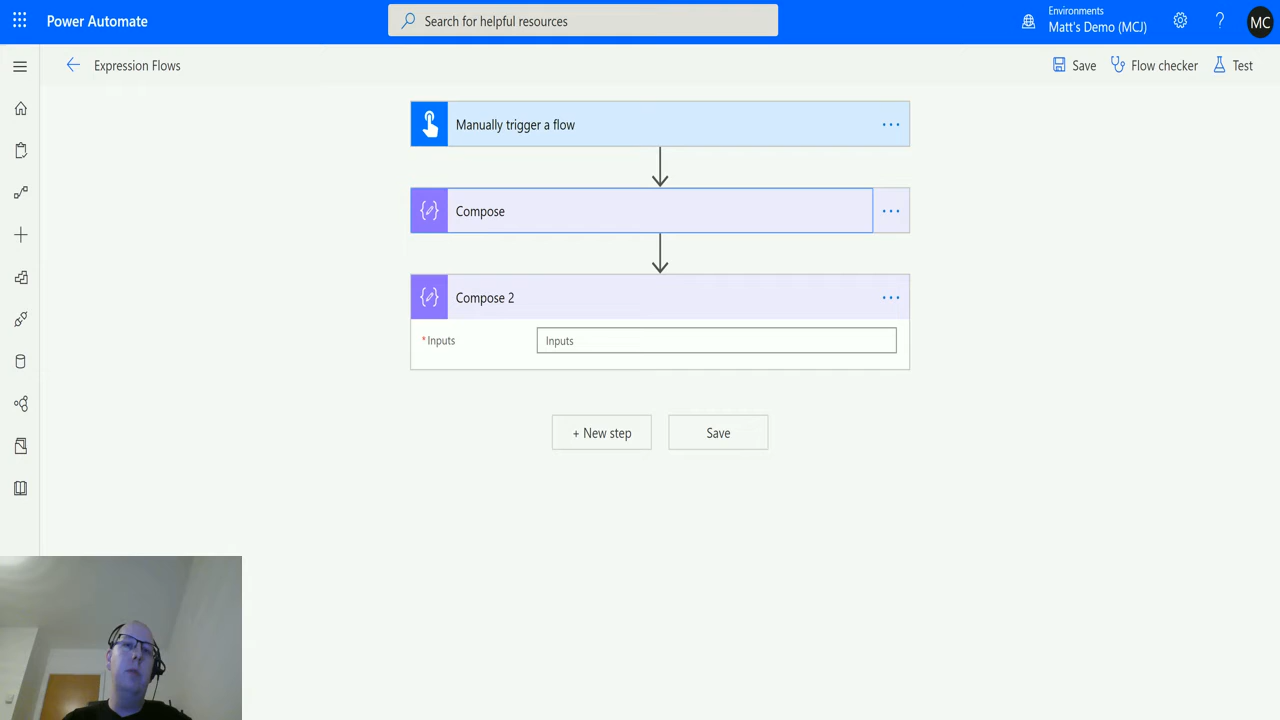 Power Automate
Search for helpful resources
Environments
Matt's Demo (MCJ)
?
MC
Expression Flows
Save
Flow checker
Test
Manually trigger a flow
...
Compose
...
Compose 2
...
* Inputs
Inputs
+ New step
Save